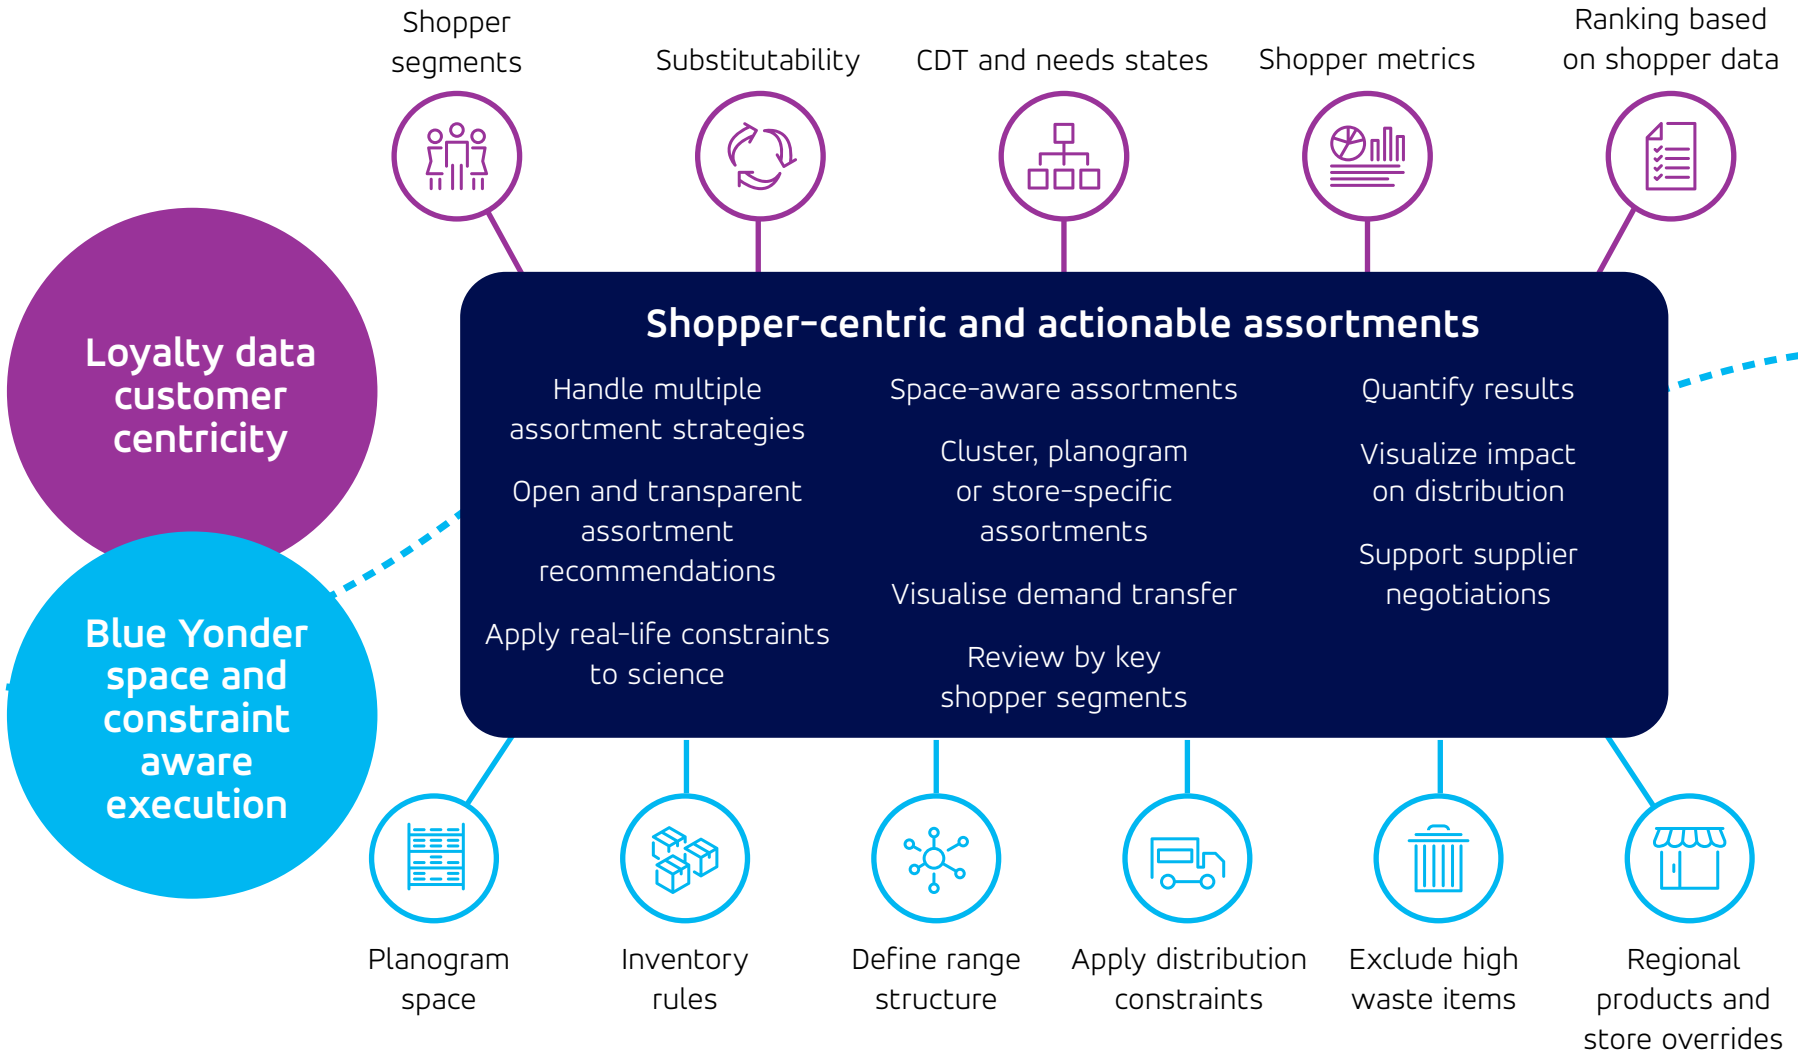 Shopper
segments
Substitutability
CDT and needs states
Shopper metrics
Ranking based
on shopper data
Loyalty data
customer
centricity
Blue Yonder
space and
constraint
aware
execution
Shopper-centric and actionable assortments
Handle multiple
assortment strategies
Open and transparent
assortment
recommendations
Apply real-life constraints
to science
Space-aware assortments
Cluster, planogram
or store-specific
assortments
Visualise demand transfer
Review by key
shopper segments
Quantify results
Visualize impact
on distribution
Support supplier
negotiations
Planogram
space
Inventory
rules
Define range
structure
Apply distribution
constraints
Exclude high
waste items
Regional
products and
store overrides